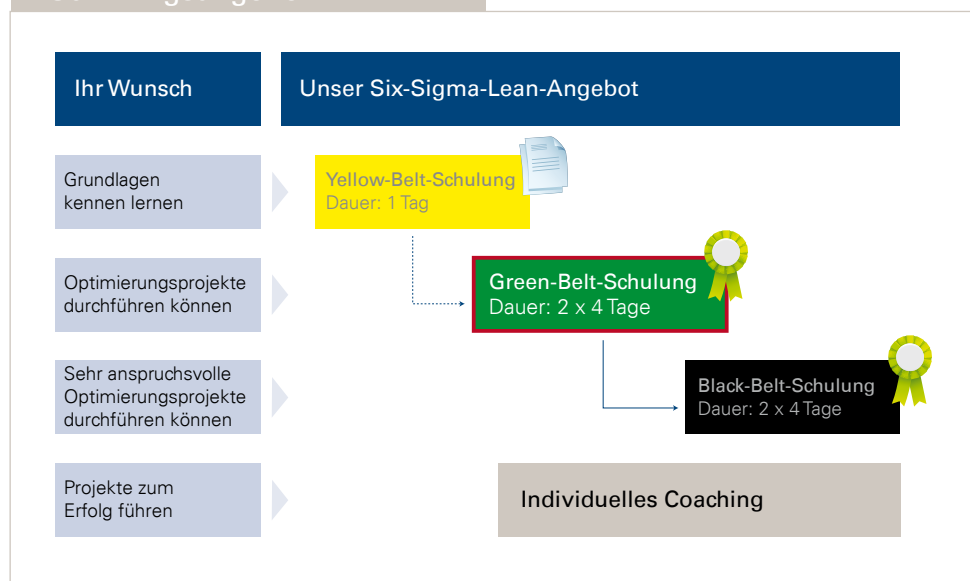 Ihr Wunsch
Unser Six-Sigma-Lean-Angebot
Grundlagen
kennen lernen
Yellow-Belt-Schulung
Dauer: 1 Tag
Optimierungsprojekte
durchführen können
Green-Belt-Schulung
Dauer: 2 x 4 Tage
Sehr anspruchsvolle
Optimierungsprojekte
durchführen können
Black-Belt-Schulung
Dauer: 2 x 4 Tage
Projekte zum
Erfolg führen
Individuelles Coaching